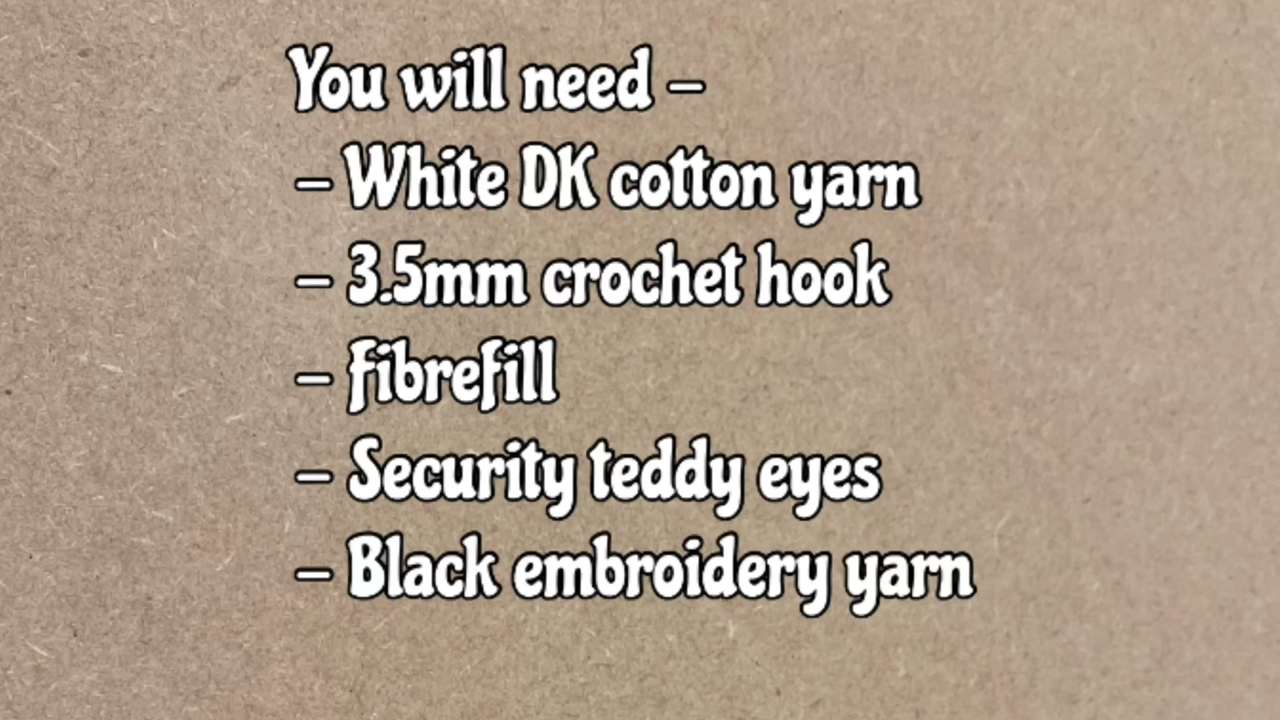 You will need –
– White DK cotton yarn
– 3.5mm crochet hook
– Fibrefill
– Security teddy eyes
– Black embroidery yarn